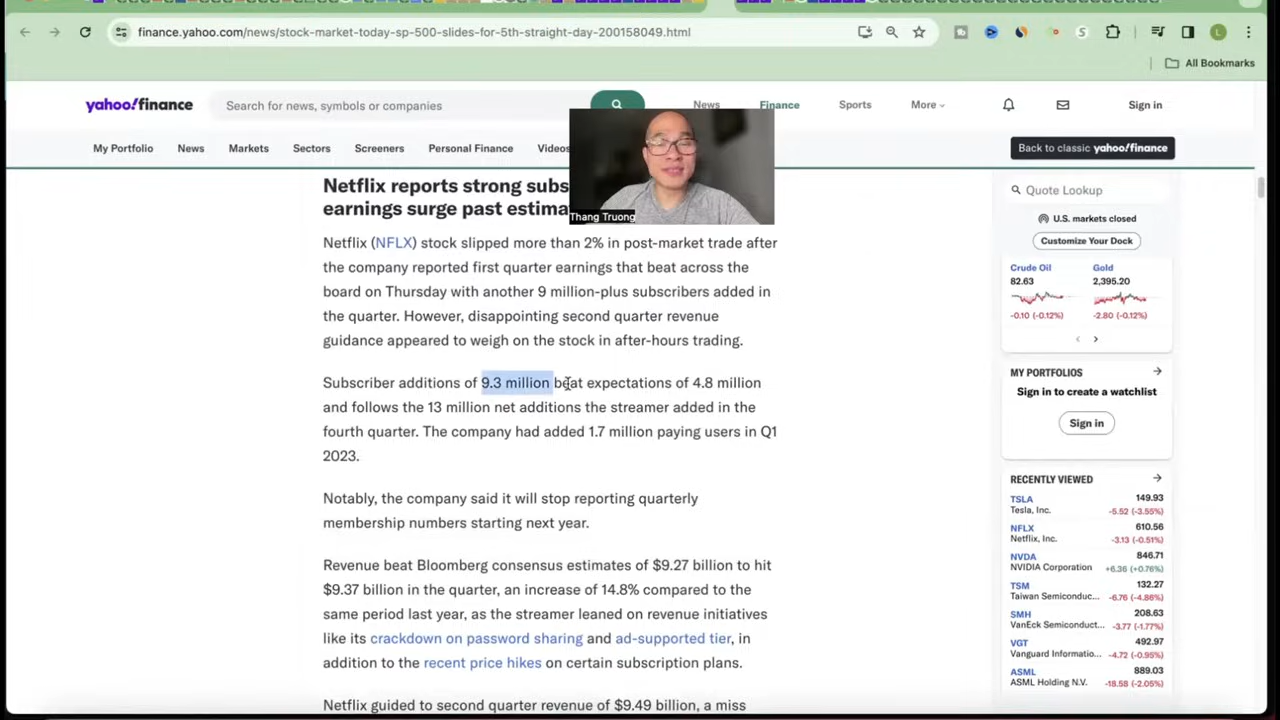 finance.yahoo.com/news/stock-market-today-sp-500-slides-for-5th-straight-day-200158049.html
S
L
All Bookmarks
yahoo!finance
Search for news, symbols or companies
News
Finance
Sports
More
Sign in
My Portfolio
News
Markets
Sectors
Screeners
Personal Finance
Videos
Back to classic yahoo!finance
Thang Truong
Netflix reports strong subs
earnings surge past estima
Netflix (NFLX) stock slipped more than 2% in post-market trade after
the company reported first quarter earnings that beat across the
board on Thursday with another 9 million-plus subscribers added in
the quarter. However, disappointing second quarter revenue
guidance appeared to weigh on the stock in after-hours trading.
Subscriber additions of 9.3 million beat expectations of 4.8 million
and follows the 13 million net additions the streamer added in the
fourth quarter. The company had added 1.7 million paying users in Q1
2023.
Notably, the company said it will stop reporting quarterly
membership numbers starting next year.
Revenue beat Bloomberg consensus estimates of $9.27 billion to hit
$9.37 billion in the quarter, an increase of 14.8% compared to the
same period last year, as the streamer leaned on revenue initiatives
like its crackdown on password sharing and ad-supported tier, in
addition to the recent price hikes on certain subscription plans.
Netflix guided to second quarter revenue of $9.49 billion, a miss
Quote Lookup
U.S. markets closed
Customize Your Dock
Crude Oil
82.63
-0.10 (-0.12%)
Gold
2,395.20
-2.80 (-0.12%)
MY PORTFOLIOS
Sign in to create a watchlist
Sign in
RECENTLY VIEWED
TSLA 149.93
Tesla, Inc. -5.52 (-3.55%)
NFLX 610.56
Netflix, Inc. -3.13 (-0.51%)
NVDA 846.71
NVIDIA Corporation +6.36 (+0.76%)
TSM 132.27
Taiwan Semiconduc... -6.76 (-4.86%)
SMH 208.63
VanEck Semiconduct... -3.77 (-1.77%)
VGT 492.97
Vanguard Informatio... -4.72 (-0.95%)
ASML 889.03
ASML Holding N.V. -18.58 (-2.05%)